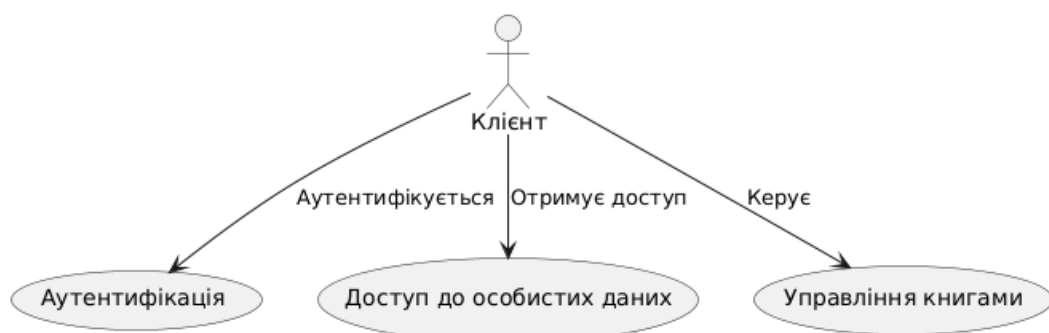 Клієнт
Аутентифікується
Отримує доступ
Керує
Аутентифікація
Доступ до особистих даних
Управління книгами